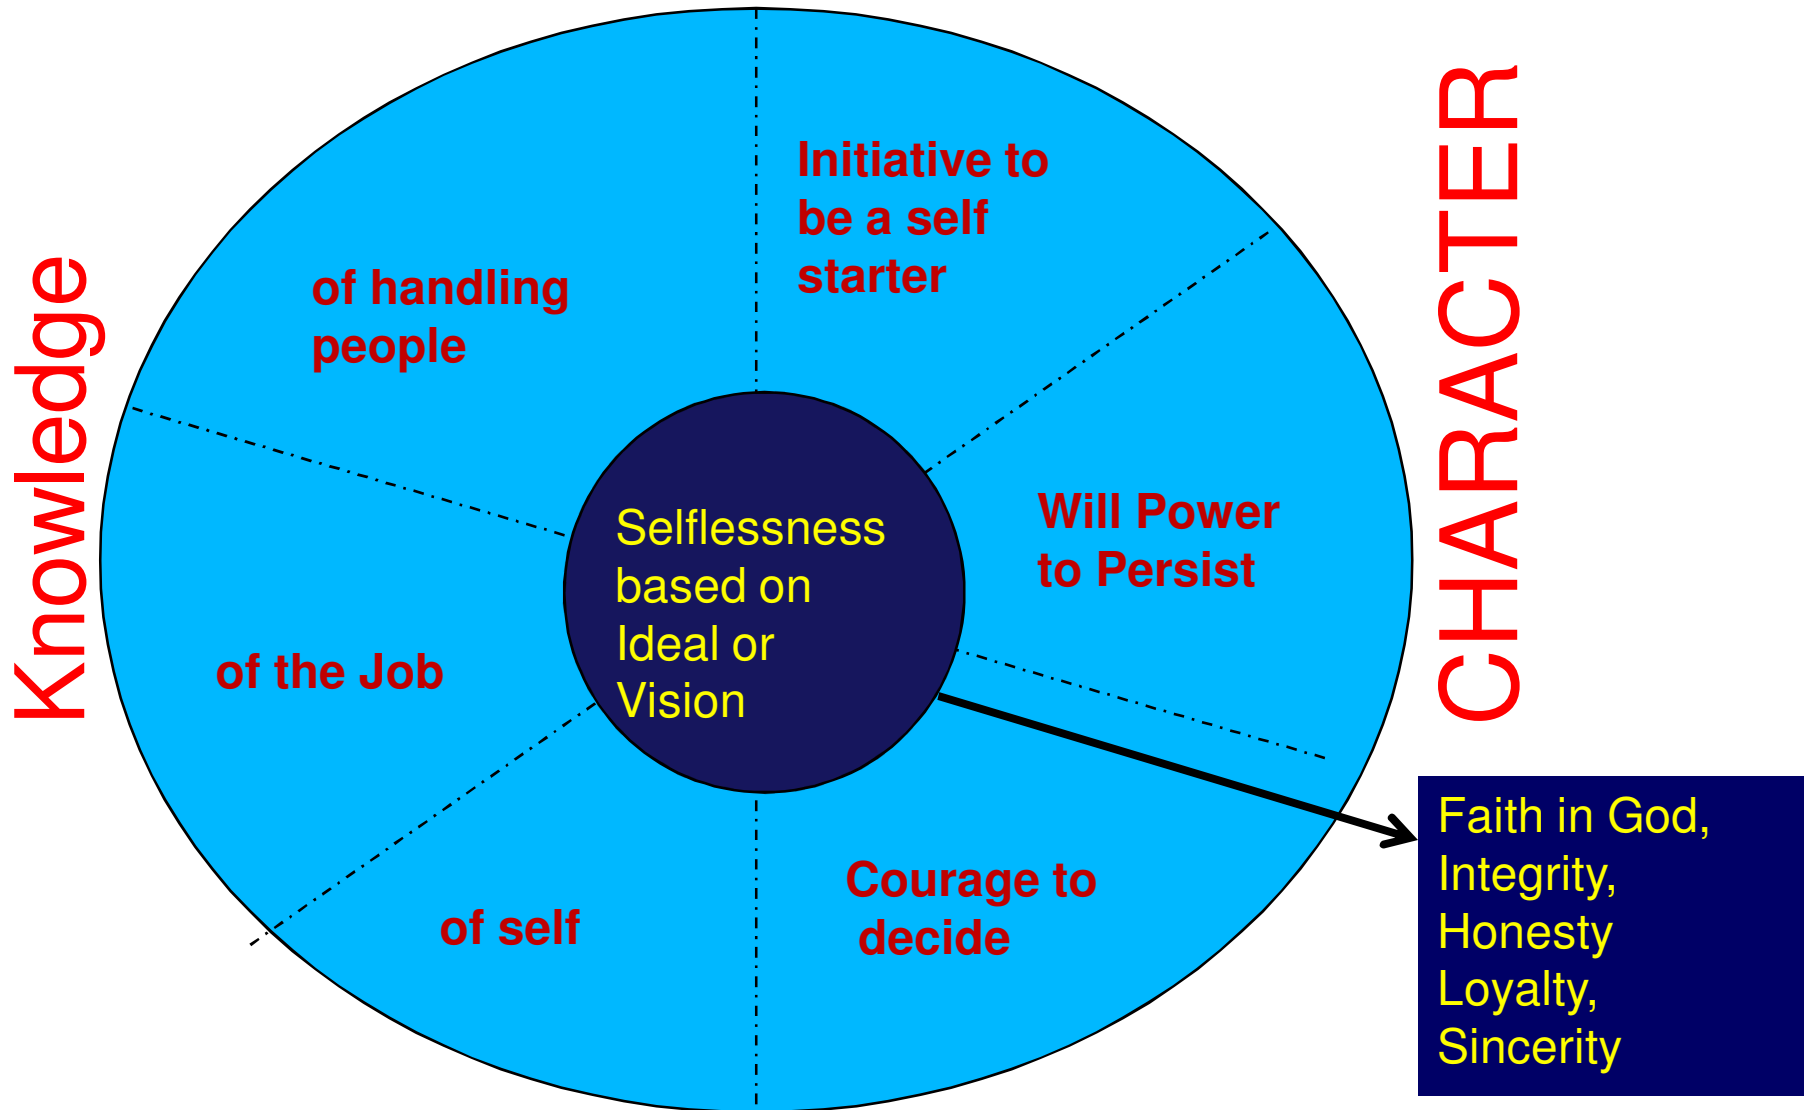 Knowledge
of handling
people
of the Job
of self
Selflessness
based on
Ideal or
Vision
Initiative to
be a self
starter
Will Power
to Persist
Courage to
decide
CHARACTER
Faith in God,
Integrity,
Honesty
Loyalty,
Sincerity